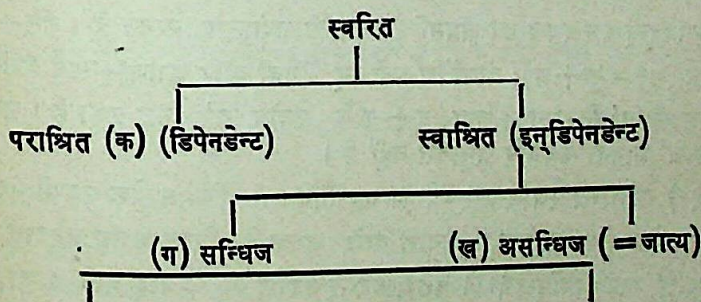 स्वरित
पराश्रित (क) (डिपेनडेन्ट) स्वाश्रित (इन्‌डिपेनडेन्ट)
(ग) सन्धिज (ख) असन्धिज (=जात्य)